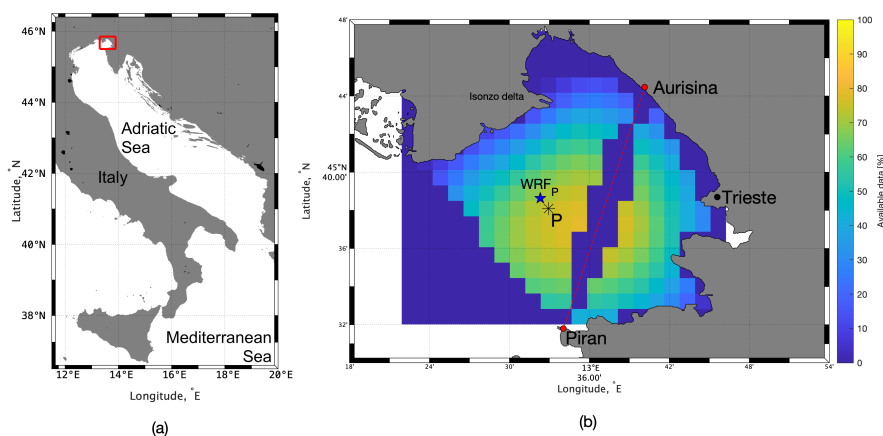 46°N
44°N
42°N
40°N
38°N
Latitude, °N
Adriatic
Sea
Italy
Mediterranean
Sea
12°E
14°E
16°E
18°E
20°E
Longitude, °E
(a)
48'
44'
45°N
40.00'
36'
32'
Latitude, °N
Isonzo delta
Aurisina
WRF P
P
Trieste
Piran
18'
24'
30'
13°E
36.00'
42'
48'
54'
Longitude, °E
(b)
100
90
80
70
60
50
40
30
20
10
0
Available data [%]